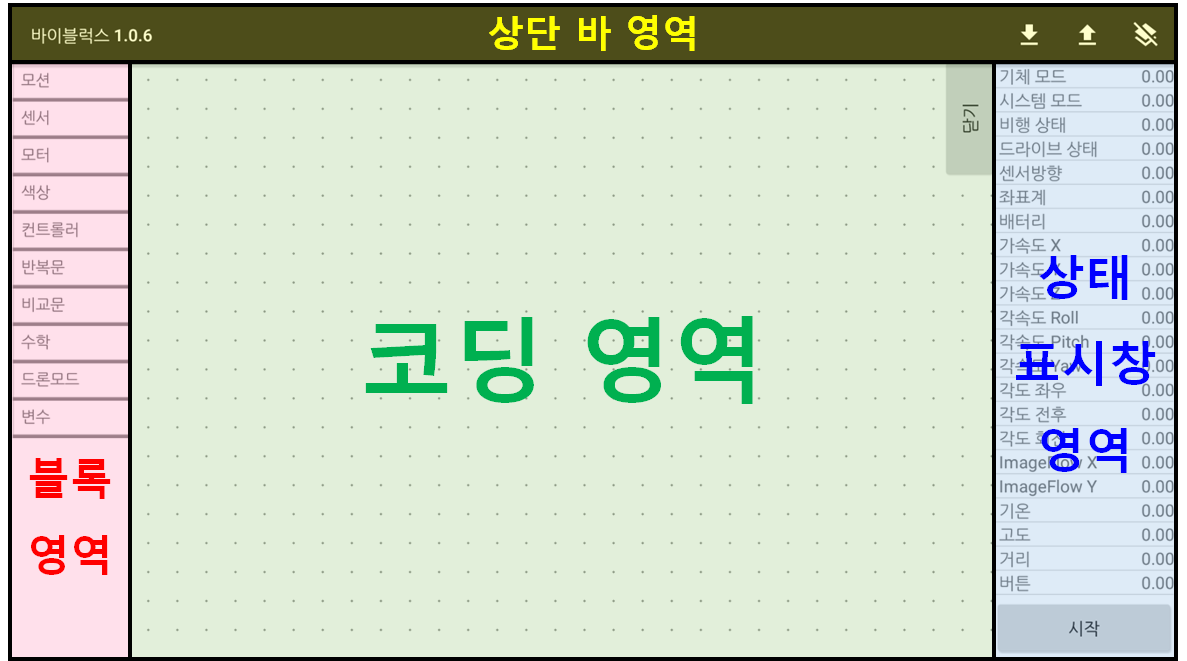 바이블럭스 1.0.6
상단 바 영역
모션
센서
모터
색상
컨트롤러
반복문
비교문
수학
드론모드
변수
블록
영역
코딩 영역
닫기
기체 모드 0.00
시스템 모드 0.00
비행 상태 0.00
드라이브 상태 0.00
센서방향 0.00
좌표계 0.00
배터리 0.00
가속도 X 0.00
가속도 Y 0.00
가속도 Z 0.00
각속도 Roll 0.00
각속도 Pitch 0.00
각속도 Yaw 0.00
각도 좌우 0.00
각도 전후 0.00
각도 회전 0.00
ImageFlow X 0.00
ImageFlow Y 0.00
기온 0.00
고도 0.00
거리 0.00
버튼 0.00
상태
표시창
영역
시작